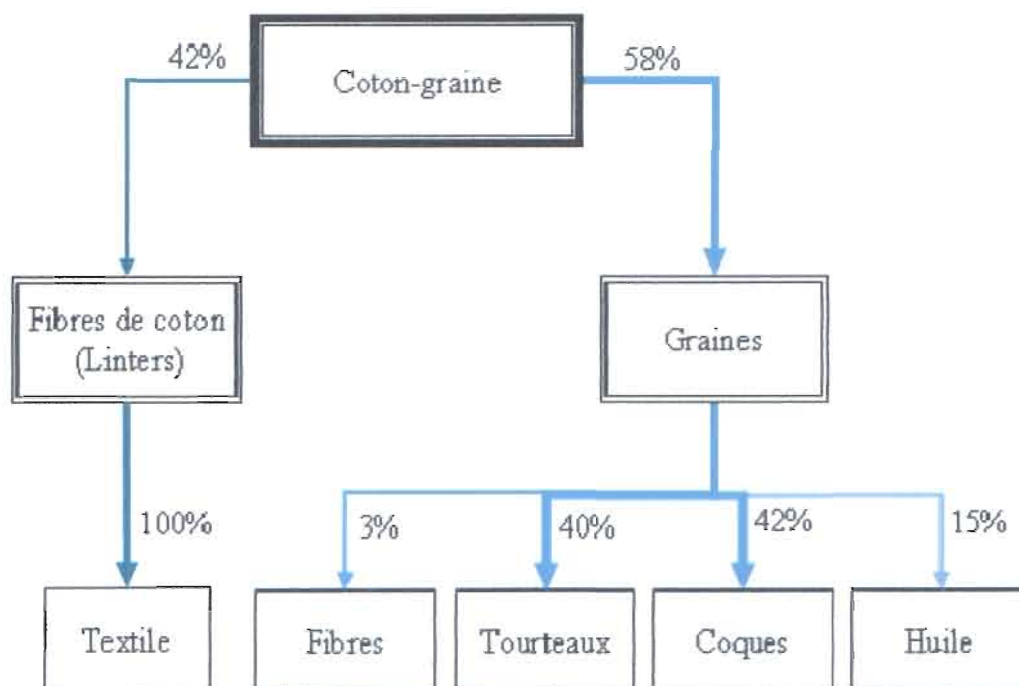 42%
Coton-graine
58%
Fibres de coton
(Linters)
Graines
100%
3%
40%
42%
15%
Textile
Fibres
Tourteaux
Coques
Huile